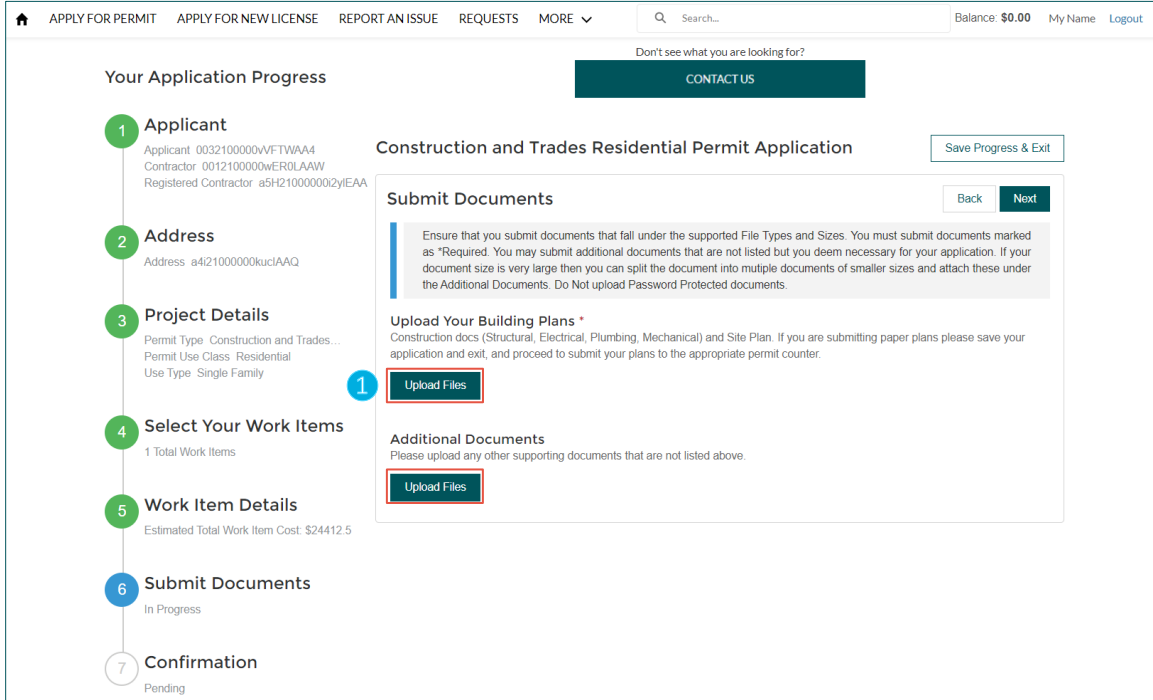 APPLY FOR PERMIT APPLY FOR NEW LICENSE REPORT AN ISSUE REQUESTS MORE Search... Balance: $0.00 My Name Logout
Don't see what you are looking for?
CONTACT US
Your Application Progress
1 Applicant
Applicant 0032100000vVFTWAA4
Contractor 0012100000wER0LAAW
Registered Contractor a5H21000000i2ylEAA
2 Address
Address a4i21000000kuclAAQ
3 Project Details
Permit Type Construction and Trades...
Permit Use Class Residential
Use Type Single Family
4 Select Your Work Items
1 Total Work Items
5 Work Item Details
Estimated Total Work Item Cost: $24412.5
6 Submit Documents
In Progress
7 Confirmation
Pending
Construction and Trades Residential Permit Application Save Progress & Exit
Submit Documents Back Next
Ensure that you submit documents that fall under the supported File Types and Sizes. You must submit documents marked
as *Required. You may submit additional documents that are not listed but you deem necessary for your application. If your
document size is very large then you can split the document into mutiple documents of smaller sizes and attach these under
the Additional Documents. Do Not upload Password Protected documents.
Upload Your Building Plans *
Construction docs (Structural, Electrical, Plumbing, Mechanical) and Site Plan. If you are submitting paper plans please save your
application and exit, and proceed to submit your plans to the appropriate permit counter.
1 Upload Files
Additional Documents
Please upload any other supporting documents that are not listed above.
Upload Files